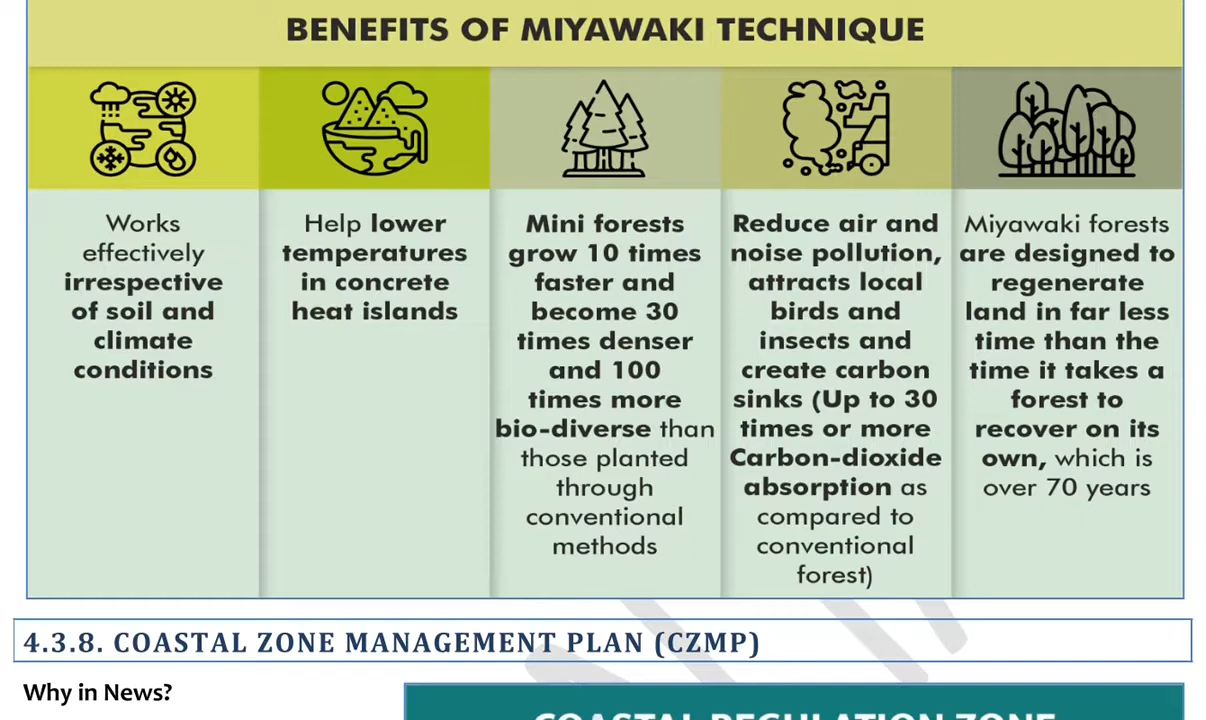 BENEFITS OF MIYAWAKI TECHNIQUE
Works
effectively
irrespective
of soil and
climate
conditions
Help lower
temperatures
in concrete
heat islands
Mini forests
grow 10 times
faster and
become 30
times denser
and 100
times more
bio-diverse than
those planted
through
conventional
methods
Reduce air and
noise pollution,
attracts local
birds and
insects and
create carbon
sinks (Up to 30
times or more
Carbon-dioxide
absorption as
compared to
conventional
forest)
Miyawaki forests
are designed to
regenerate
land in far less
time than the
time it takes a
forest to
recover on its
own, which is
over 70 years
4.3.8. COASTAL ZONE MANAGEMENT PLAN (CZMP)
Why in News?
COASTAL REGULATION ZONE